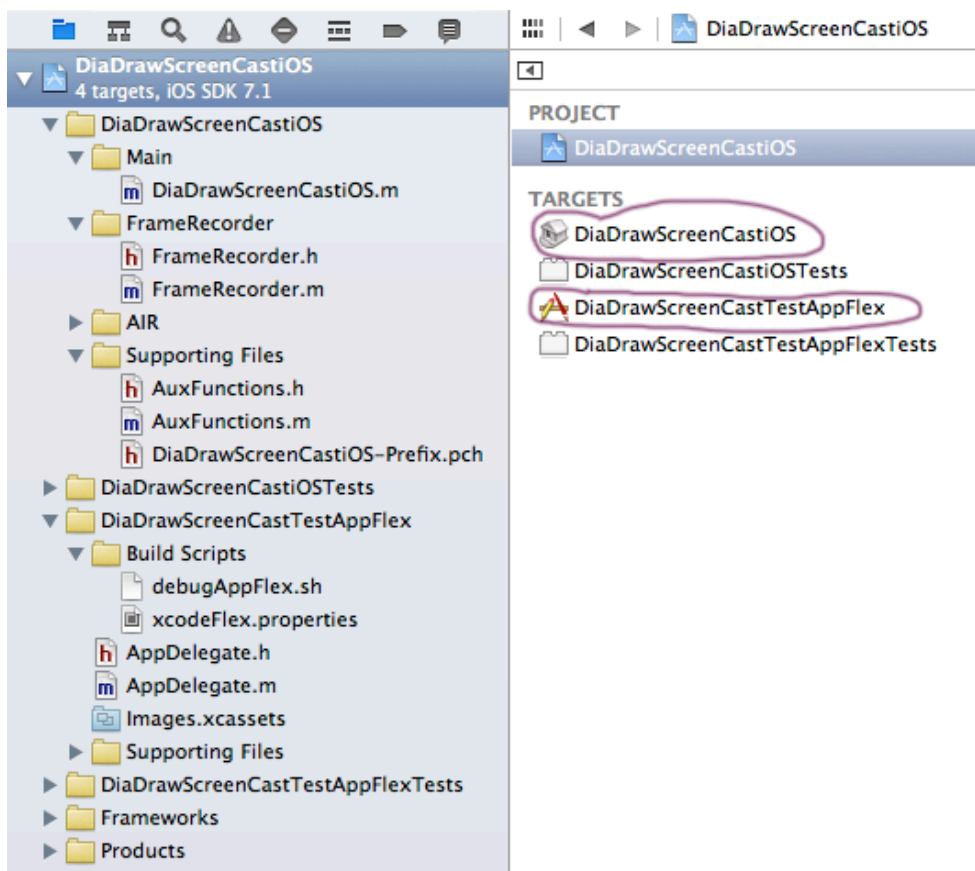 DiaDrawScreenCastiOS
4 targets, iOS SDK 7.1
DiaDrawScreenCastiOS
Main
m DiaDrawScreenCastiOS.m
FrameRecorder
h FrameRecorder.h
m FrameRecorder.m
AIR
Supporting Files
h AuxFunctions.h
m AuxFunctions.m
h DiaDrawScreenCastiOS-Prefix.pch
DiaDrawScreenCastiOSTests
DiaDrawScreenCastTestAppFlex
Build Scripts
debugAppFlex.sh
xcodeFlex.properties
h AppDelegate.h
m AppDelegate.m
Images.xcassets
Supporting Files
DiaDrawScreenCastTestAppFlexTests
Frameworks
Products
DiaDrawScreenCastiOS
PROJECT
DiaDrawScreenCastiOS
TARGETS
DiaDrawScreenCastiOS
DiaDrawScreenCastiOSTests
DiaDrawScreenCastTestAppFlex
DiaDrawScreenCastTestAppFlexTests